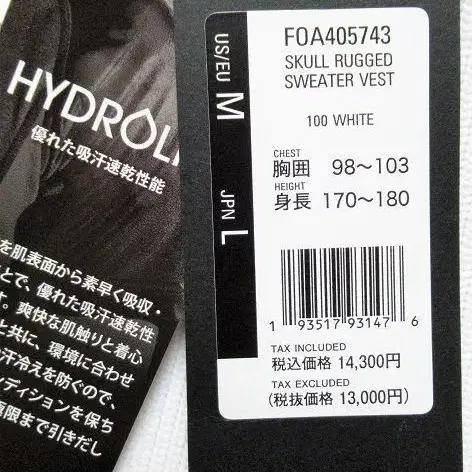 HYDROLI
優れた吸汗速乾性能
を肌表面から素早く吸収・
とで、優れた吸汗速乾性
す。爽快な肌触りと着心
と共に、環境に合わせ
汗冷えを防ぐので、
ンディションを保ち
限まで引きだし
US/EU M
JPN L
FOA405743
SKULL RUGGED
SWEATER VEST
100 WHITE
CHEST
胸囲 98～103
HEIGHT
身長 170～180
1 93517 93147 6
TAX INCLUDED
税込価格 14,300円
TAX EXCLUDED
(税抜価格 13,000円)